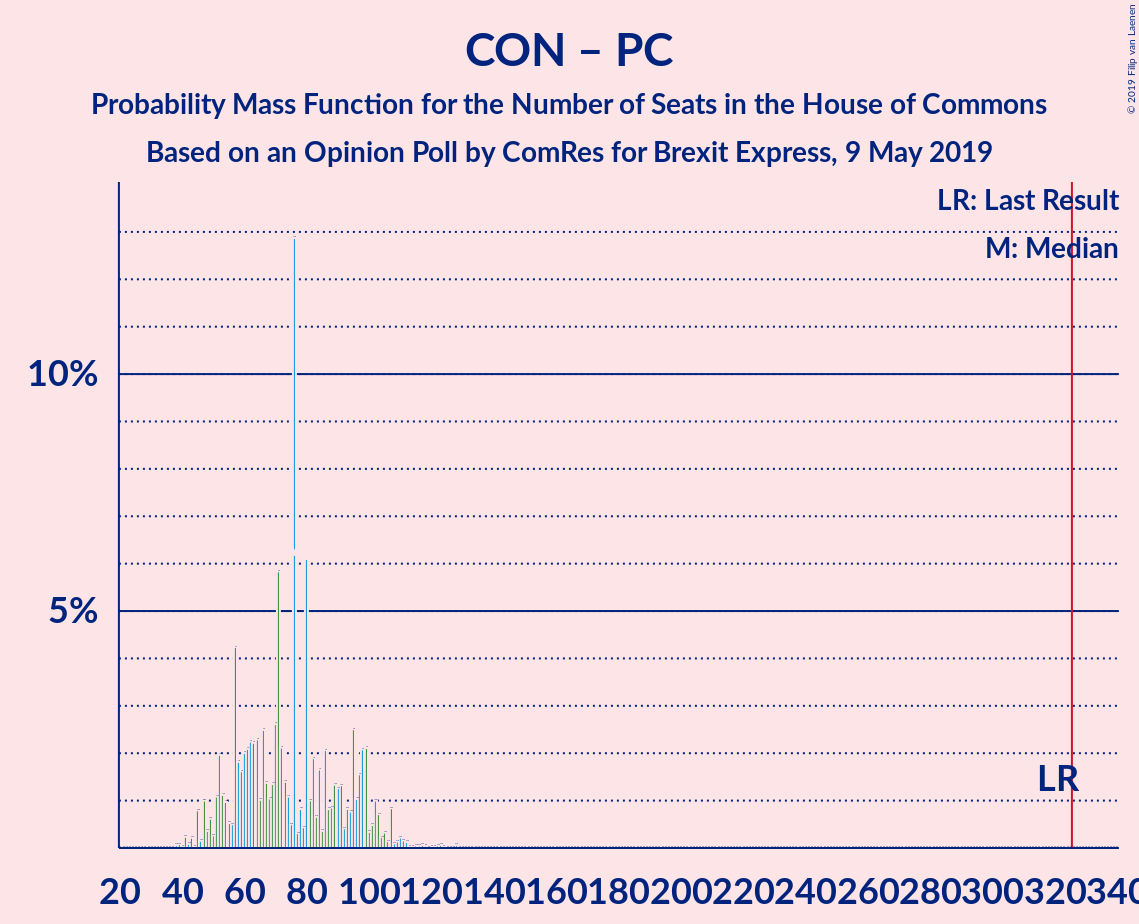 CON – PC
Probability Mass Function for the Number of Seats in the House of Commons
Based on an Opinion Poll by ComRes for Brexit Express, 9 May 2019
© 2019 Filip van Laenen
LR: Last Result
M: Median
10%
5%
LR
20 40 60 80 100 120 140 160 180 200 220 240 260 280 300 320 340